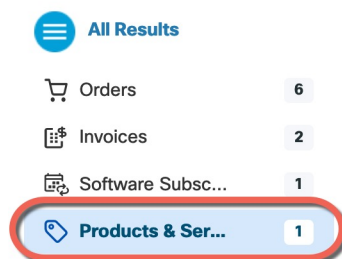 All Results
Orders 6
Invoices 2
Software Subsc... 1
Products & Ser... 1